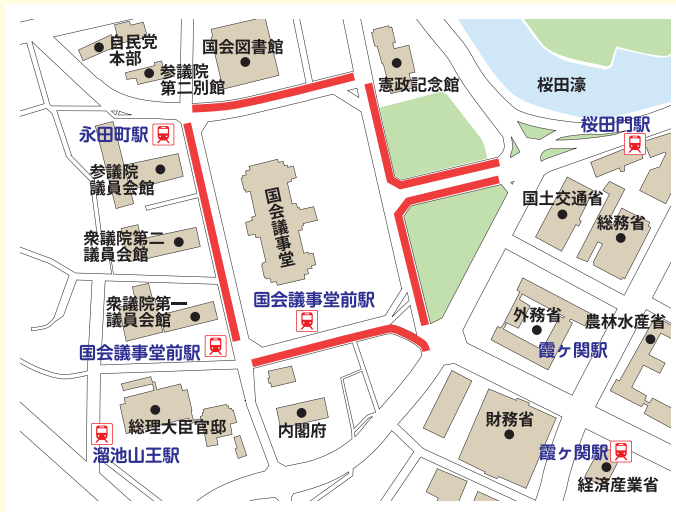 自民党
本部
国会図書館
参議院
第二別館
憲政記念館
桜田濠
永田町駅
桜田門駅
参議院
議員会館
国土交通省
総務省
国会議事堂
衆議院第二
議員会館
国会議事堂前駅
衆議院第一
議員会館
外務省
農林水産省
国会議事堂前駅
霞ヶ関駅
総理大臣官邸
内閣府
財務省
溜池山王駅
霞ヶ関駅
経済産業省